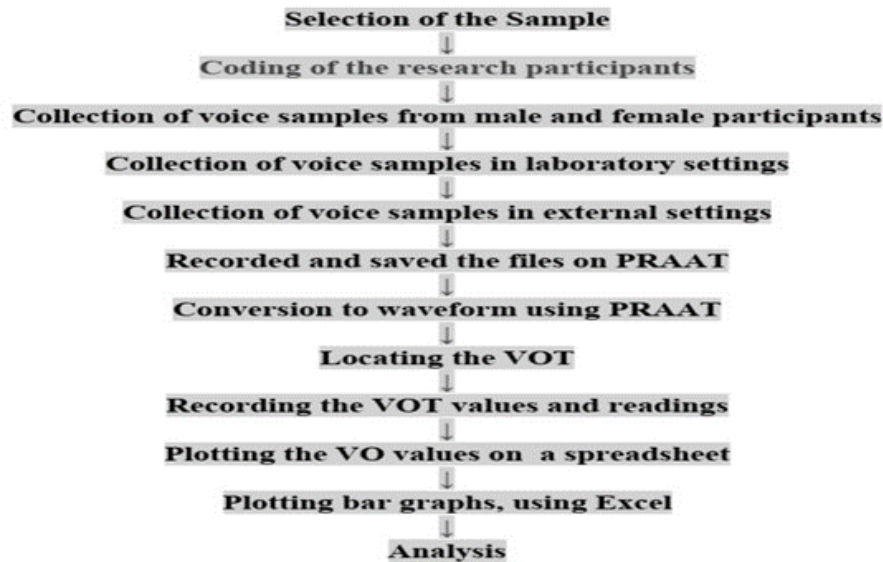 Selection of the Sample
↓
Coding of the research participants
↓
Collection of voice samples from male and female participants
↓
Collection of voice samples in laboratory settings
↓
Collection of voice samples in external settings
↓
Recorded and saved the files on PRAAT
↓
Conversion to waveform using PRAAT
↓
Locating the VOT
↓
Recording the VOT values and readings
↓
Plotting the VO values on a spreadsheet
↓
Plotting bar graphs, using Excel
↓
Analysis